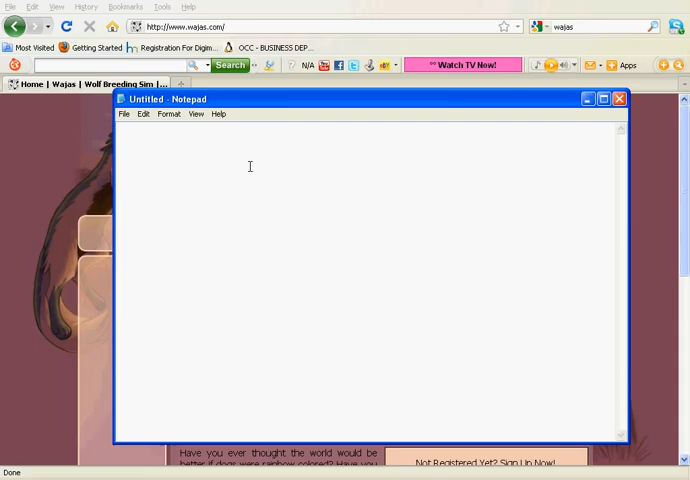 File Edit View History Bookmarks Tools Help
http://www.wajas.com/ wajas
Most Visited Getting Started Registration For Digim... OCC - BUSINESS DEP...
Search N/A You Tube Watch TV Now! Apps
Home | Wajas | Wolf Breeding Sim |...
Untitled - Notepad
File Edit Format View Help
Have you ever thought the world would be
better if dogs were rainbow colored? Have you
Not Registered Yet? Sign Up Now!
Done